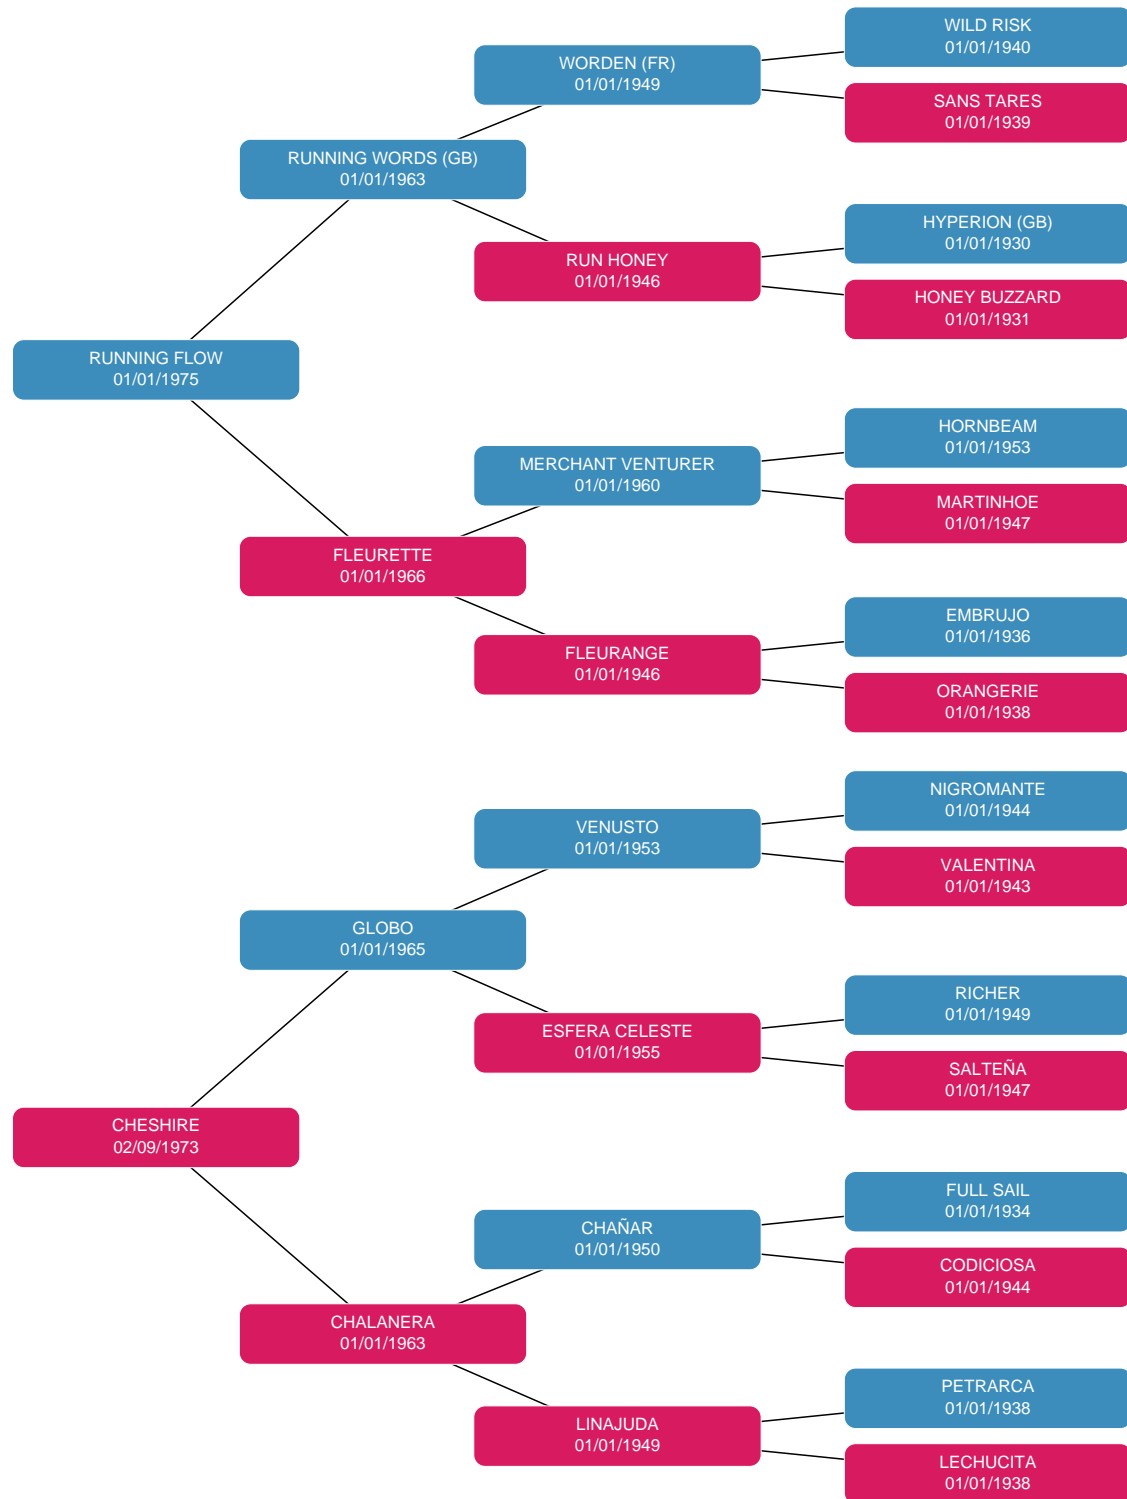 WILD RISK
01/01/1940
WORDEN (FR)
01/01/1949
SANS TARES
01/01/1939
RUNNING WORDS (GB)
01/01/1963
HYPERION (GB)
01/01/1930
RUN HONEY
01/01/1946
HONEY BUZZARD
01/01/1931
RUNNING FLOW
01/01/1975
HORNBEAM
01/01/1953
MERCHANT VENTURER
01/01/1960
MARTINHOE
01/01/1947
FLEURETTE
01/01/1966
EMBRUJO
01/01/1936
FLEURANGE
01/01/1946
ORANGERIE
01/01/1938
NIGROMANTE
01/01/1944
VENUSTO
01/01/1953
VALENTINA
01/01/1943
GLOBO
01/01/1965
RICHER
01/01/1949
ESFERA CELESTE
01/01/1955
SALTEÑA
01/01/1947
CHESHIRE
02/09/1973
FULL SAIL
01/01/1934
CHAÑAR
01/01/1950
CODICIOSA
01/01/1944
CHALANERA
01/01/1963
PETRARCA
01/01/1938
LINAJUDA
01/01/1949
LECHUCITA
01/01/1938